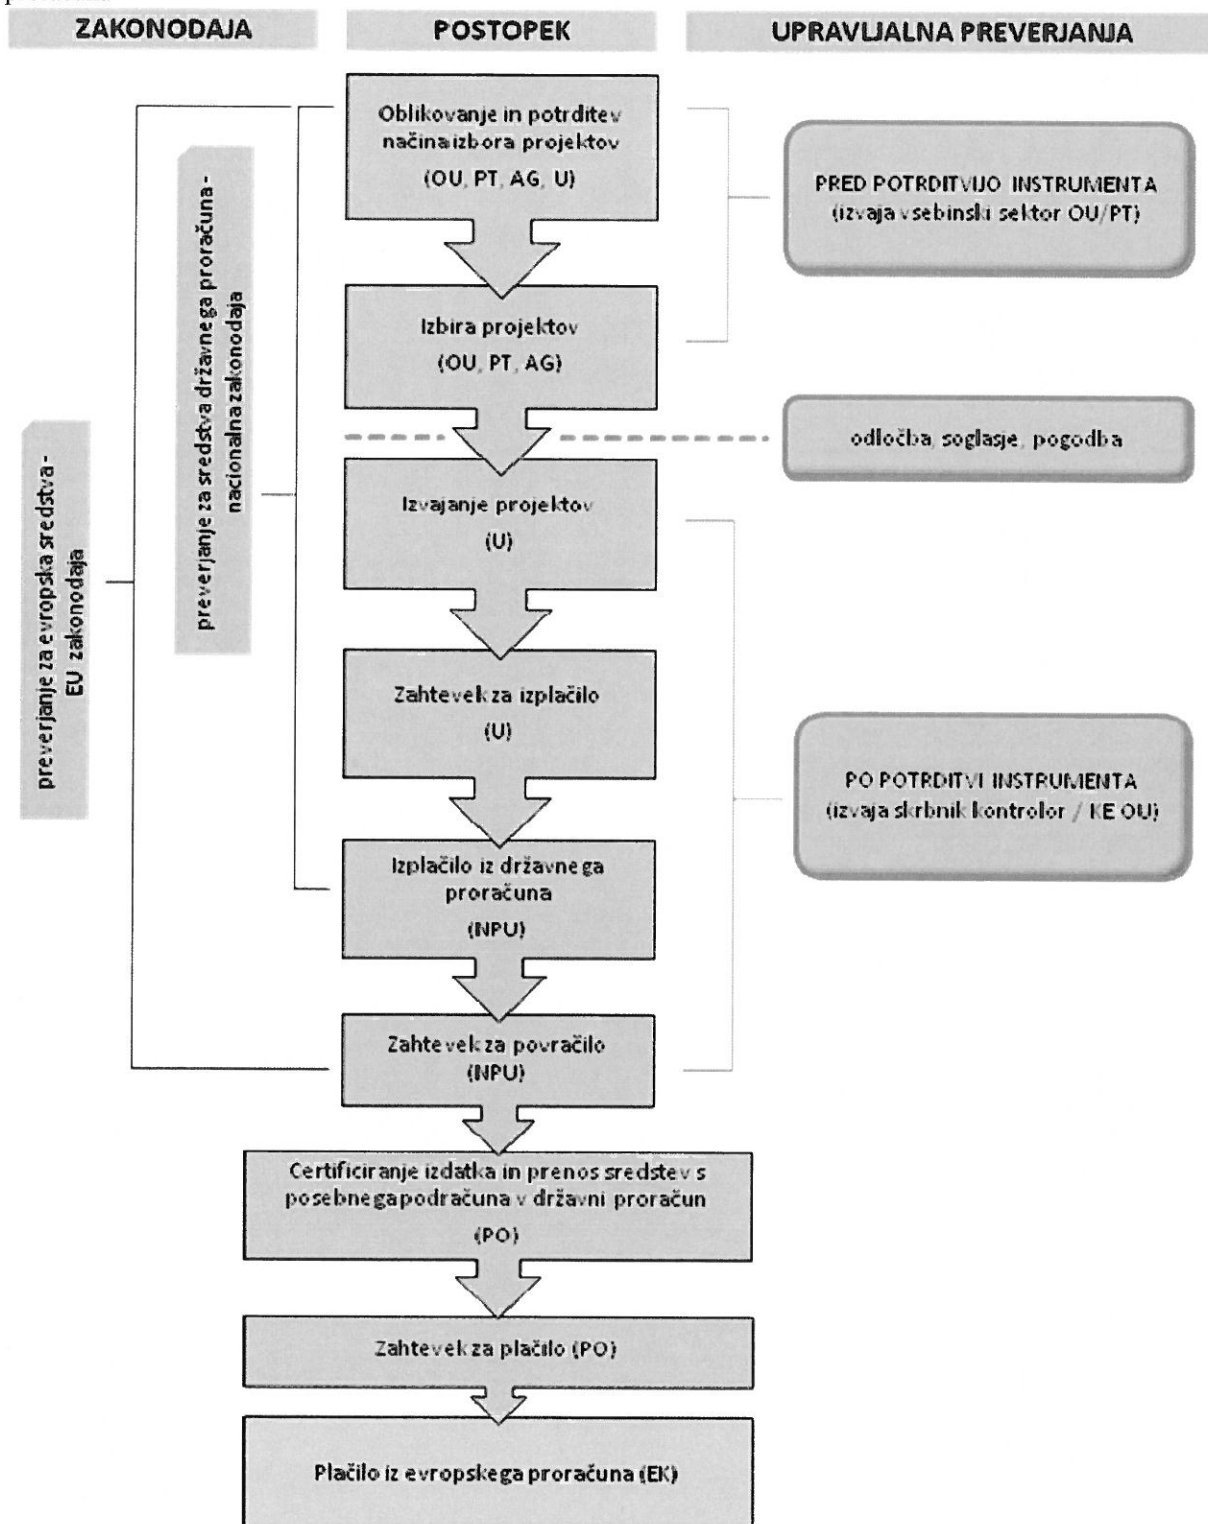 ZAKONODAJA
POSTOPEK
UPRAVLJALNA PREVERJANJA
Oblikovanje in potrditev
načina izbora projektov
(OU, PT, AG, U)
PRED POTRDITVIJO INSTRUMENTA
(izvaja vsebinski sektor OU/PT)
preverjanje za sredstva državnega proračuna -
nacionalna zakonodaja
Izbira projektov
(OU, PT, AG)
odločba, soglasje, pogodba
preverjanje za evropska sredstva-
EU zakonodaja
Izvajanje projektov
(U)
Zahtevek za izplačilo
(U)
PO POTRDITVI INSTRUMENTA
(izvaja skrbnik kontrolor / KE OU)
Izplačilo iz državnega
proračuna
(NPU)
Zahtevek za povračilo
(NPU)
Certificiranje izdatka in prenos sredstev s
posebnega podračuna v državni proračun
(PO)
Zahtevek za plačilo (PO)
Plačilo iz evropskega proračuna (EK)